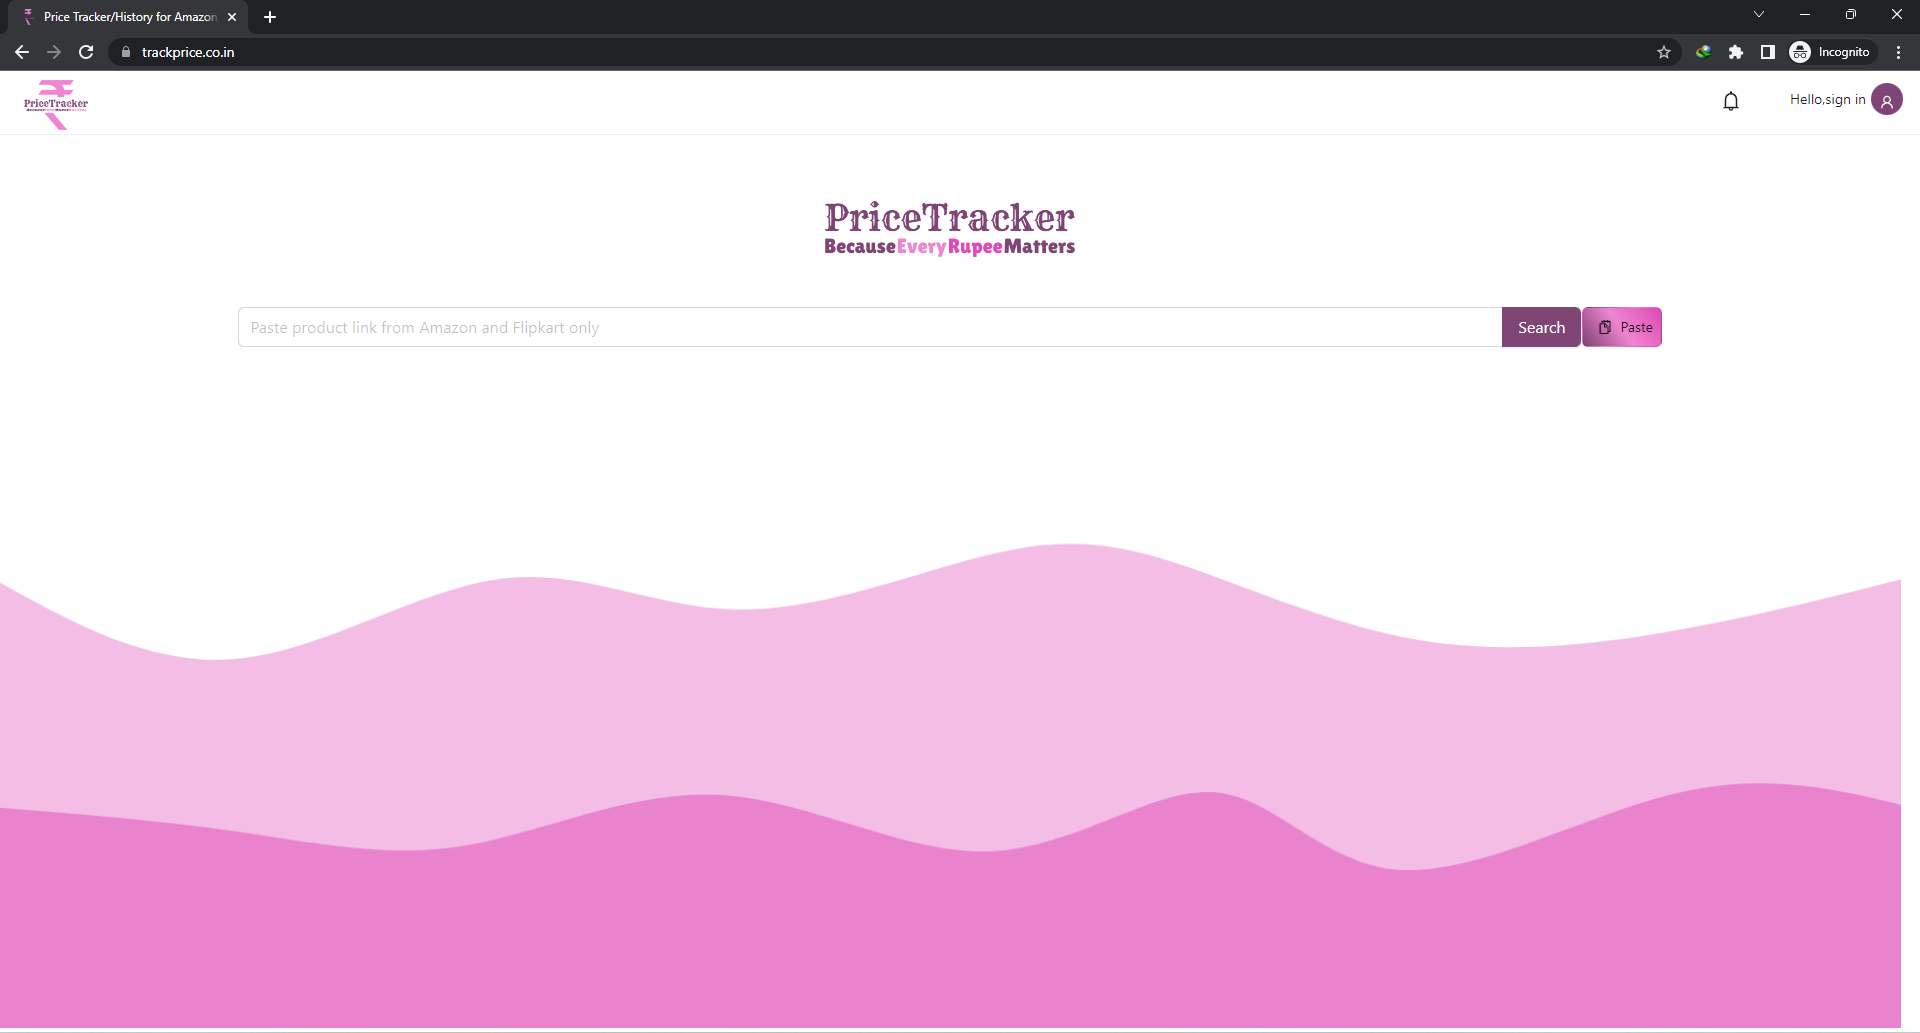 Price Tracker/History for Amazon
trackprice.co.in
Incognito
PriceTracker
Hello,sign in
PriceTracker
BecauseEveryRupeeMatters
Paste product link from Amazon and Flipkart only
Search
Paste